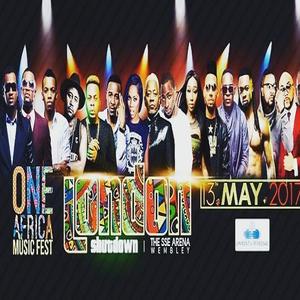 ONE
AFRICA
MUSIC FEST
London
shutdown
THE SSE ARENA
WEMBLEY
13 MAY 2017